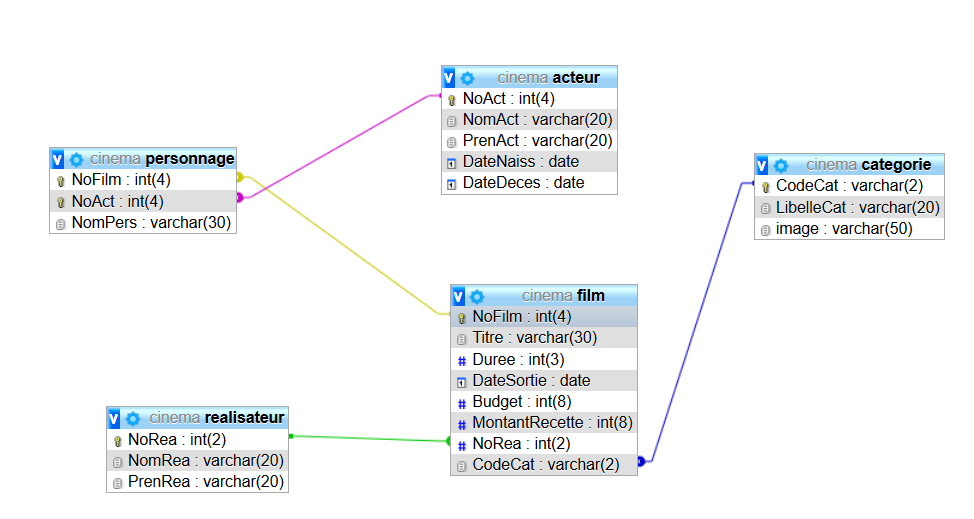 cinema acteur
NoAct : int(4)
NomAct : varchar(20)
PrenAct : varchar(20)
DateNaiss : date
DateDeces : date
cinema personnage
NoFilm : int(4)
NoAct : int(4)
NomPers : varchar(30)
cinema categorie
CodeCat : varchar(2)
LibelleCat : varchar(20)
image : varchar(50)
cinema film
NoFilm : int(4)
Titre : varchar(30)
Duree : int(3)
DateSortie : date
Budget : int(8)
MontantRecette : int(8)
NoRea : int(2)
CodeCat : varchar(2)
cinema realisateur
NoRea : int(2)
NomRea : varchar(20)
PrenRea : varchar(20)